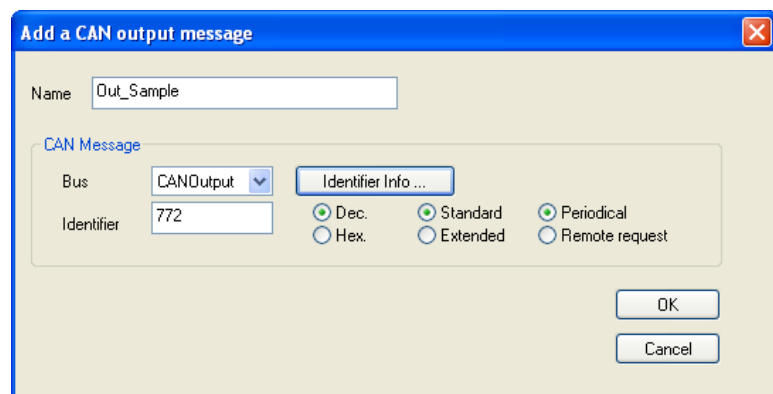 Add a CAN output message
Name Out_Sample
CAN Message
Bus CANOutput Identifier Info ...
Identifier 772 Dec. Standard Periodical
Hex. Extended Remote request
OK
Cancel